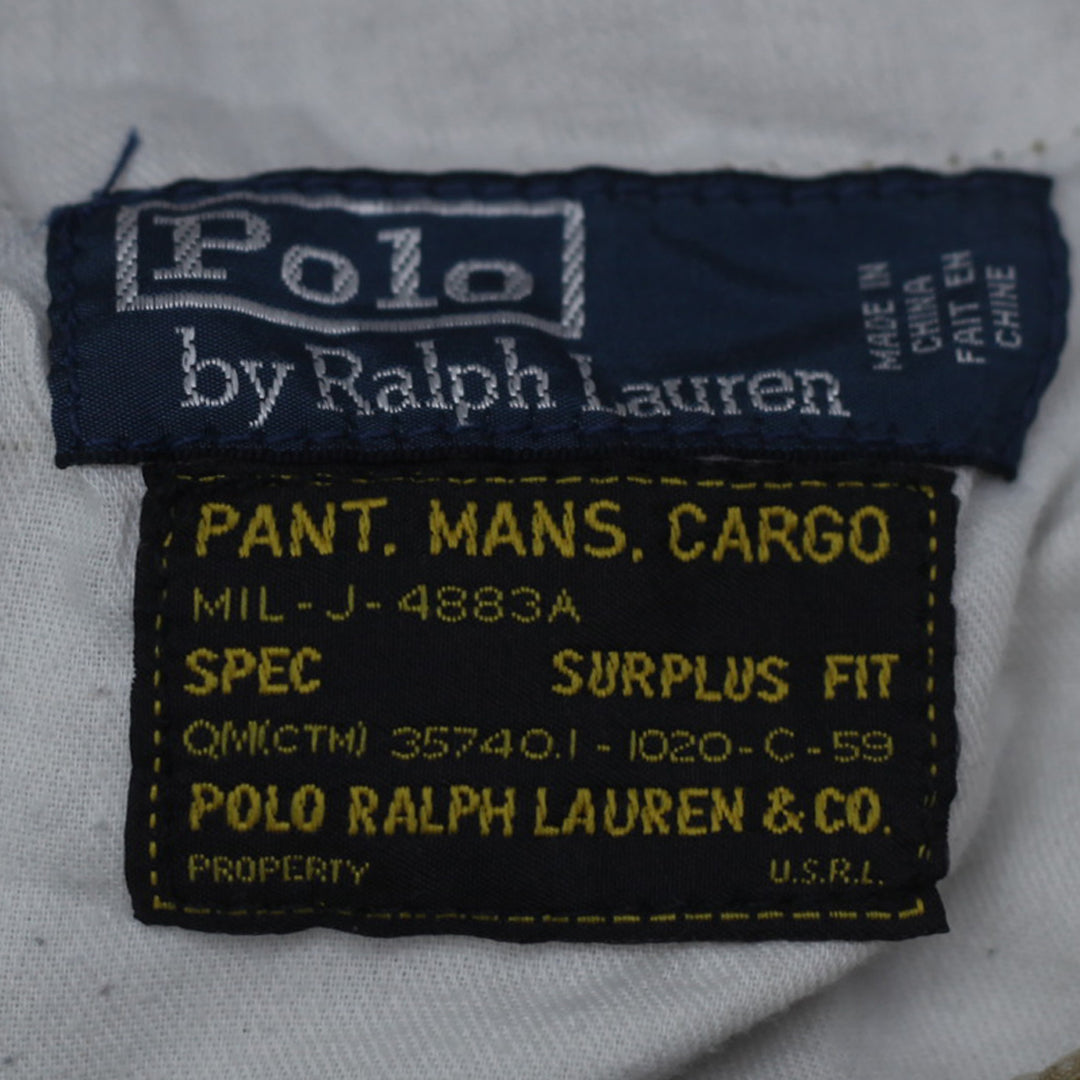 Polo
by Ralph Lauren
MADE IN
CHINA
FAIT EN
CHINE
PANT. MANS. CARGO
MIL-J-4883A
SPEC SURPLUS FIT
QM(CTM) 35740.1-1020-C-59
POLO RALPH LAUREN & CO.
PROPERTY U.S.R.L.